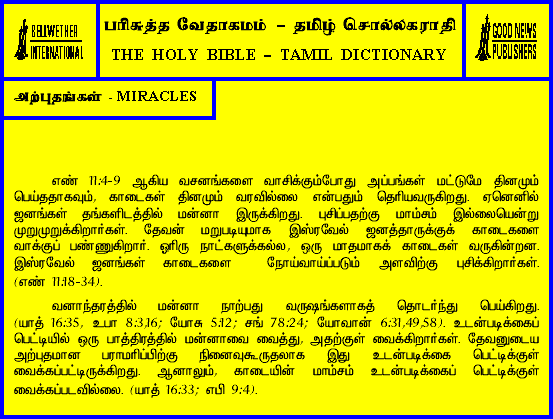 BELLWETHER
INTERNATIONAL
பரிசுத்த வேதாகமம் – தமிழ் சொல்லகராதி
THE HOLY BIBLE – TAMIL DICTIONARY
GOOD NEWS
PUBLISHERS
அற்புதங்கள் - MIRACLES
எண் 11:4-9 ஆகிய வசனங்களை வாசிக்கும்போது அப்பங்கள் மட்டுமே தினமும்
பெய்ததாகவும், காடைகள் தினமும் வரவில்லை என்பதும் தெரியவருகிறது. ஏனெனில்
ஜனங்கள் தங்களிடத்தில் மன்னா இருக்கிறது. புசிப்பதற்கு மாம்சம் இல்லையென்று
முறுமுறுக்கிறார்கள். தேவன் மறுபடியுமாக இஸ்ரவேல் ஜனத்தாருக்குக் காடைகளை
வாக்குப் பண்ணுகிறார். ஓரிரு நாட்களுக்கல்ல, ஒரு மாதமாகக் காடைகள் வருகின்றன.
இஸ்ரவேல் ஜனங்கள் காடைகளை நோய்வாய்ப்படும் அளவிற்கு புசிக்கிறார்கள்.
(எண் 11:18-34).
வனாந்தரத்தில் மன்னா நாற்பது வருஷங்களாகத் தொடர்ந்து பெய்கிறது.
(யாத் 16:35, உபா 8:3,16; யோசு 5:12; சங் 78:24; யோவான் 6:31,49,58). உடன்படிக்கைப்
பெட்டியில் ஒரு பாத்திரத்தில் மன்னாவை வைத்து, அதற்குள் வைக்கிறார்கள். தேவனுடைய
அற்புதமான பராமரிப்பிற்கு நினைவுகூருதலாக இது உடன்படிக்கை பெட்டிக்குள்
வைக்கப்பட்டிருக்கிறது. ஆனாலும், காடையின் மாம்சம் உடன்படிக்கைப் பெட்டிக்குள்
வைக்கப்படவில்லை. (யாத் 16:33; எபி 9:4).